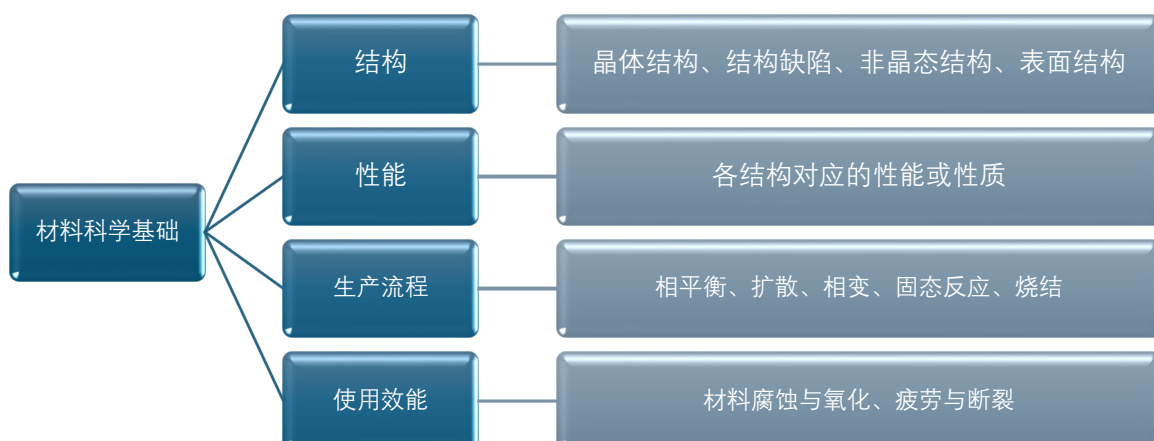 结构
晶体结构、结构缺陷、非晶态结构、表面结构
性能
各结构对应的性能或性质
材料科学基础
生产流程
相平衡、扩散、相变、固态反应、烧结
使用效能
材料腐蚀与氧化、疲劳与断裂